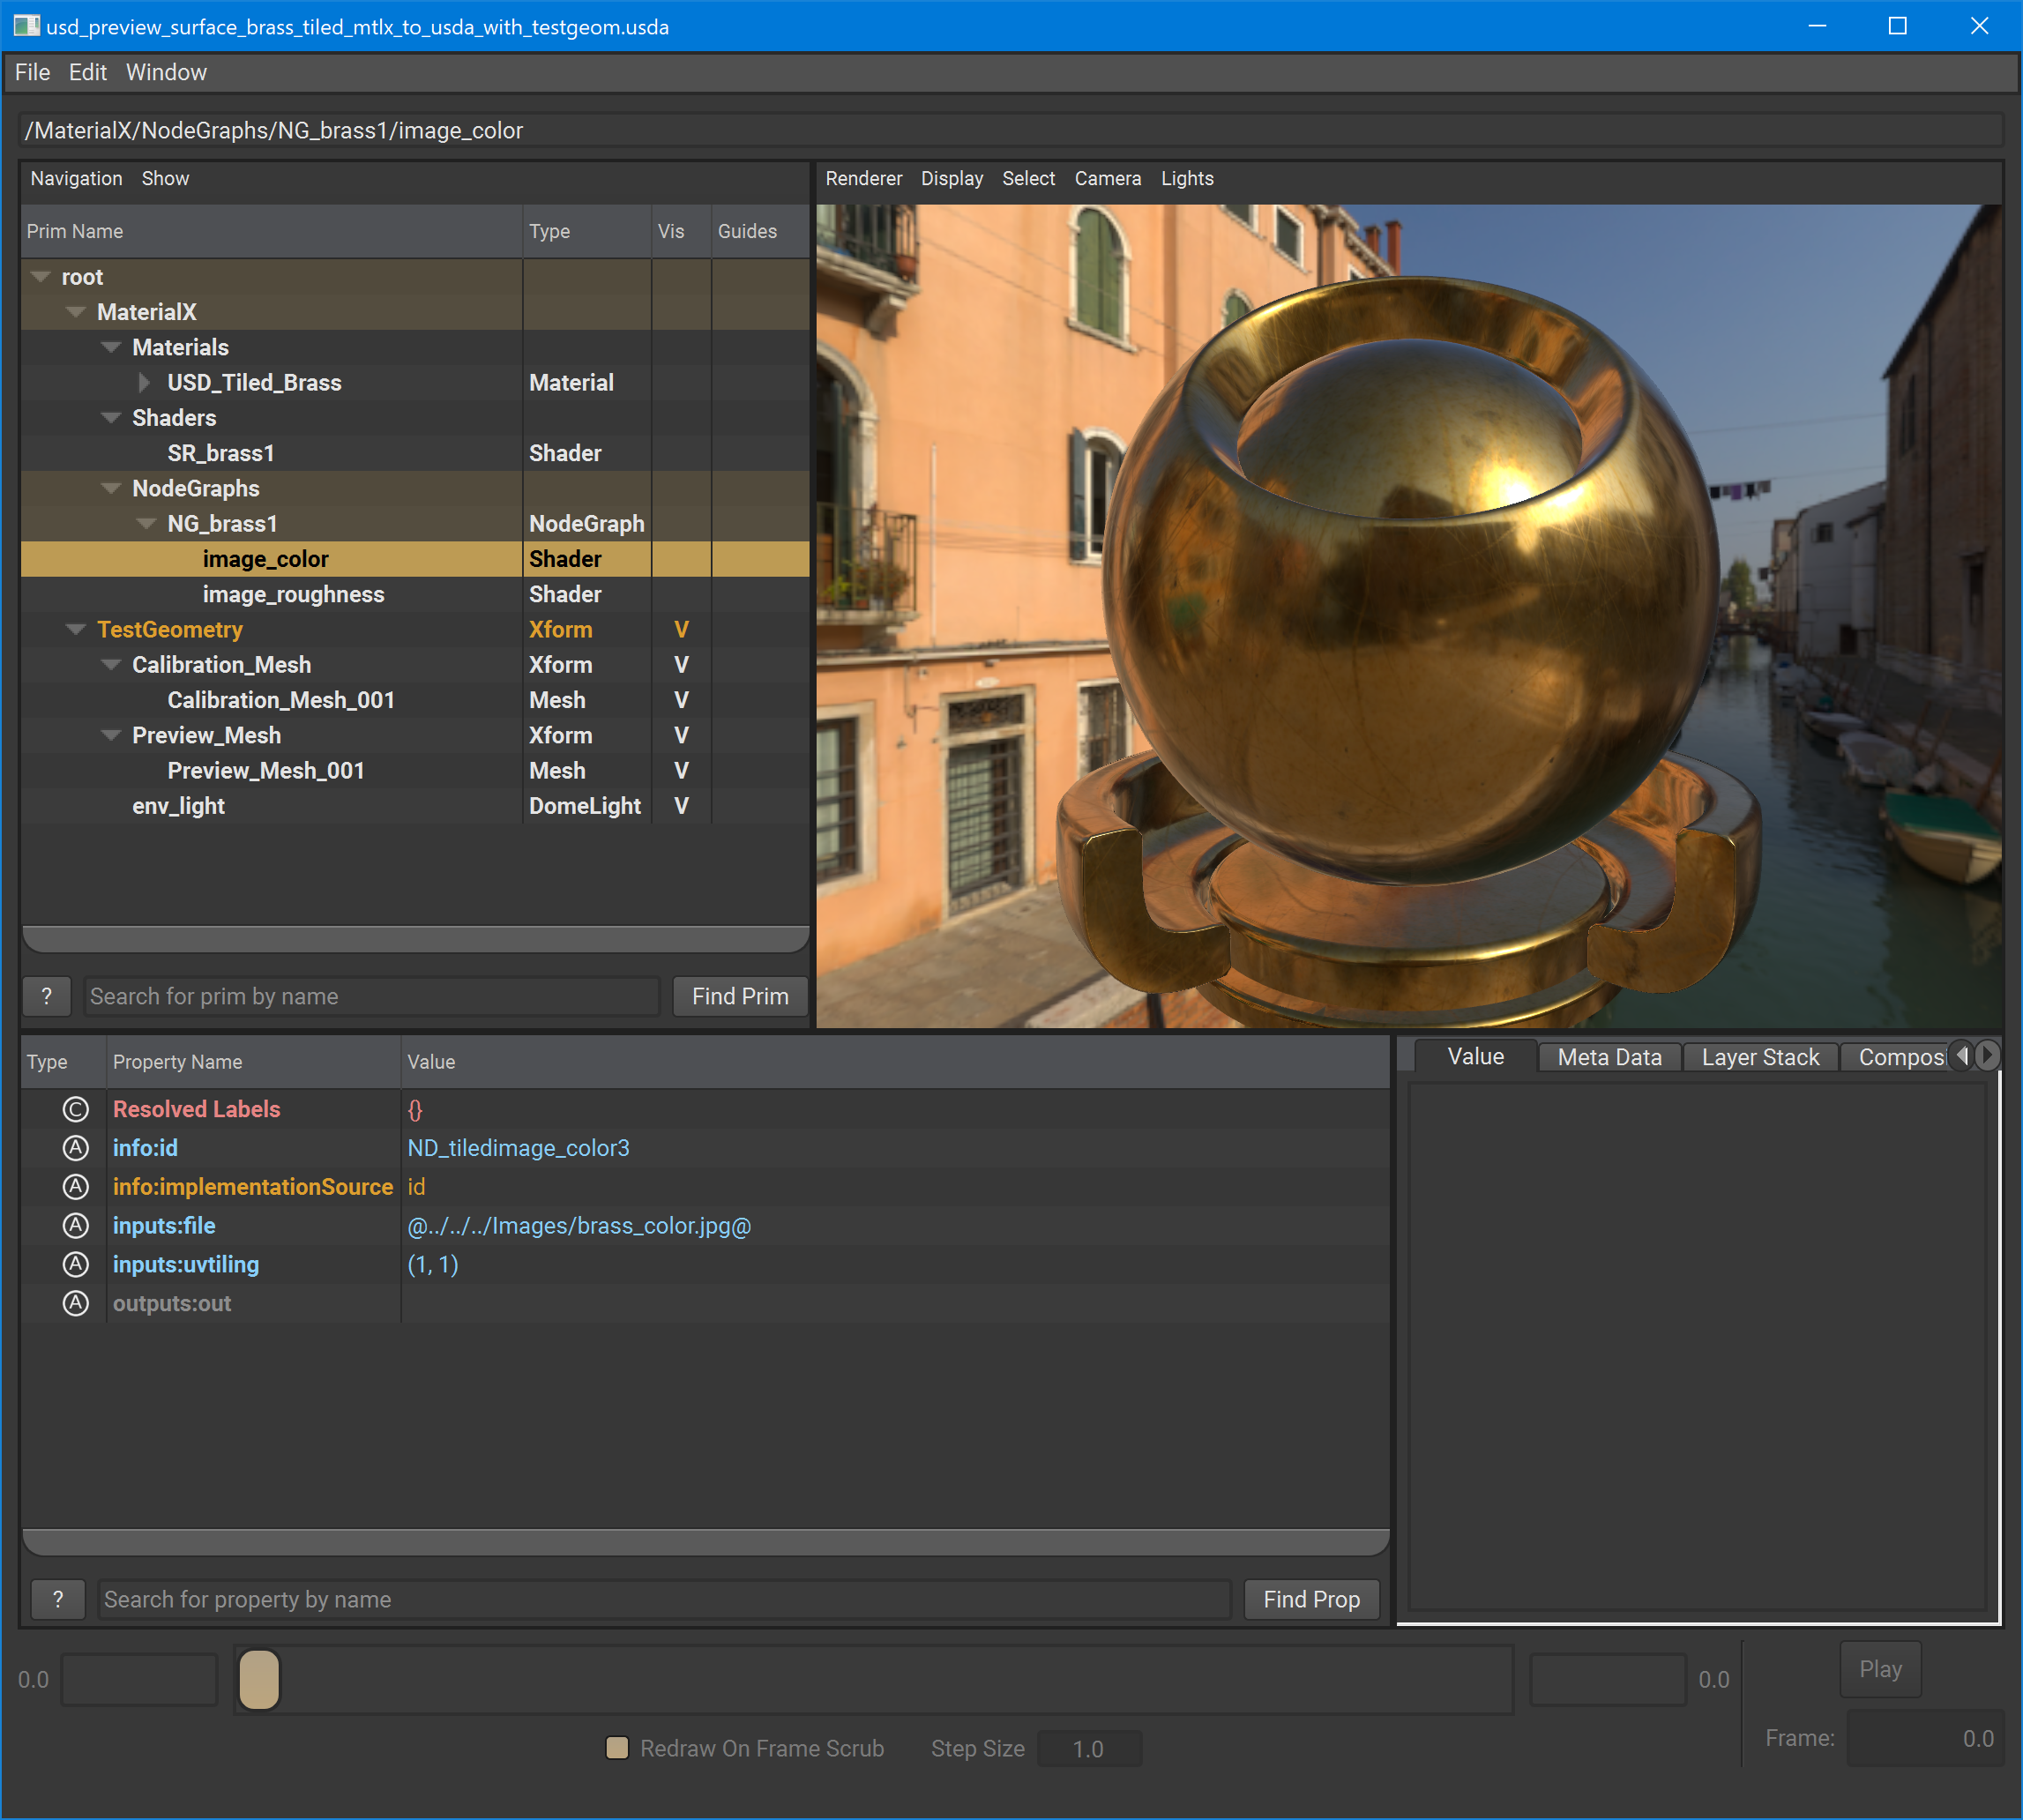 usd_preview_surface_brass_tiled_mtlx_to_usda_with_testgeom.usda
File Edit Window
/MaterialX/NodeGraphs/NG_brass1/image_color
Navigation Show
Prim Name Type Vis Guides
root
MaterialX
Materials
USD_Tiled_Brass Material
Shaders
SR_brass1 Shader
NodeGraphs
NG_brass1 NodeGraph
image_color Shader
image_roughness Shader
TestGeometry Xform V
Calibration_Mesh Xform V
Calibration_Mesh_001 Mesh V
Preview_Mesh Xform V
Preview_Mesh_001 Mesh V
env_light DomeLight V
? Search for prim by name Find Prim
Renderer Display Select Camera Lights
Type Property Name Value
C Resolved Labels {}
A info:id ND_tiledimage_color3
A info:implementationSource id
A inputs:file @../../../Images/brass_color.jpg@
A inputs:uvtiling (1, 1)
A outputs:out
? Search for property by name Find Prop
Value Meta Data Layer Stack Compos
0.0 0.0 Play
Redraw On Frame Scrub Step Size 1.0 Frame: 0.0